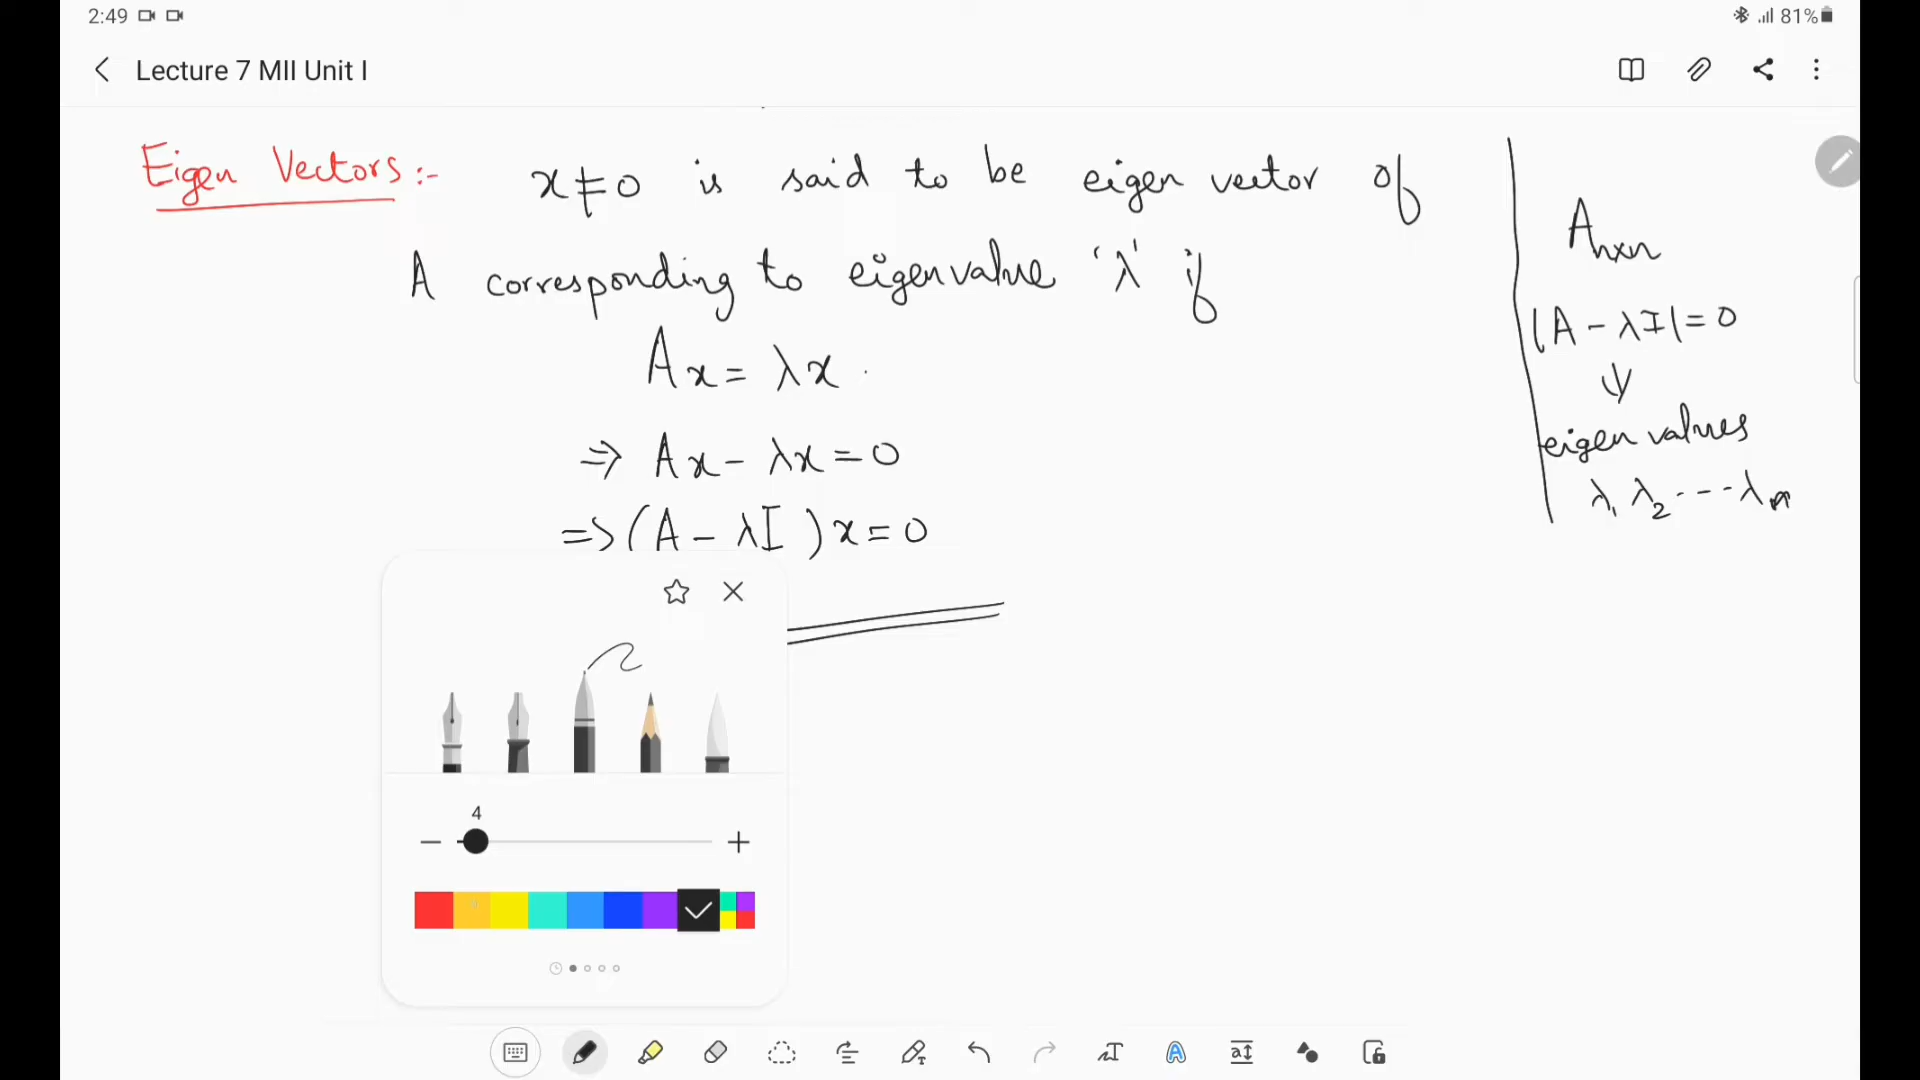 2:49
81%
Lecture 7 MII Unit I
Eigen Vectors :- x ≠ 0 is said to be eigen vector of
A corresponding to eigenvalue 'λ' if
Ax = λx .
⇒ Ax - λx = 0
=> (A - λI) x = 0
A n×n
|A - λI| = 0
↓
eigen values
λ₁ λ₂ --- λₙ
4